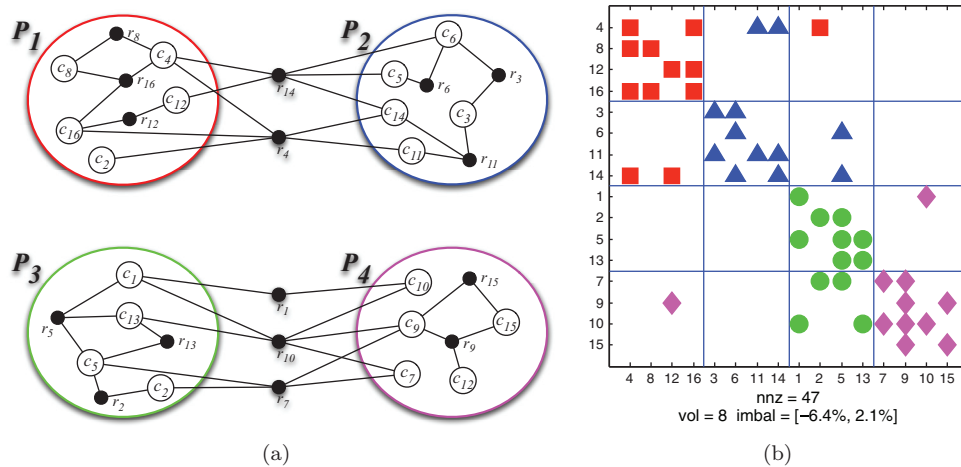 P1
r8
c8
c4
r16
c12
r12
c16
c2
r14
r4
P2
c6
c5
r6
r3
c14
c3
c11
r11
P3
c1
c13
r5
r13
c5
r2
c2
r1
r10
r7
P4
r15
c10
c9
c15
r9
c7
c12
(a)
4
8
12
16
3
6
11
14
1
2
5
13
7
9
10
15
4 8 12 16 3 6 11 14 1 2 5 13 7 9 10 15
nnz = 47
vol = 8 imbal = [−6.4%, 2.1%]
(b)